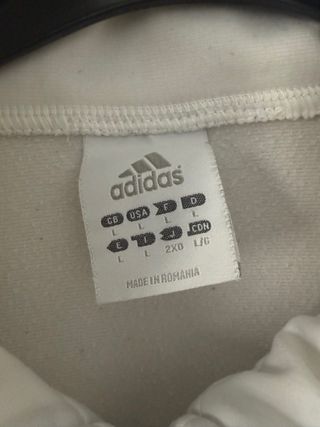 adidas
GB USA F D
L L L L
E I J CDN
L L 2XO L/G
MADE IN ROMANIA